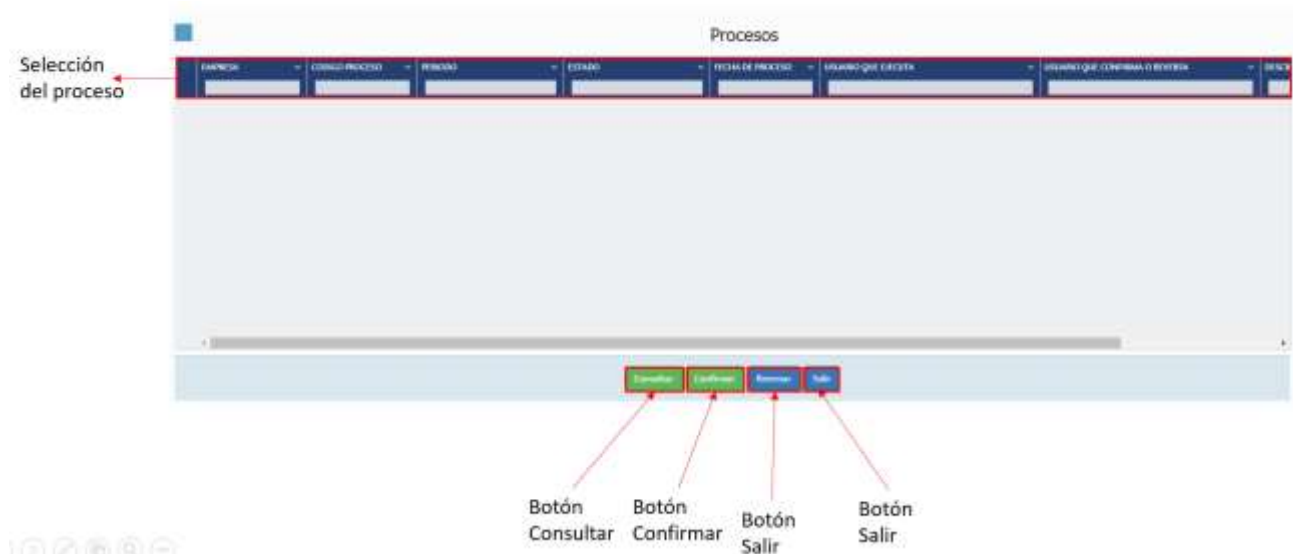 Procesos
Selección
del proceso
EMPRESA
CODIGO PROCESO
PERIODO
ESTADO
FECHA DE PROCESO
USUARIO QUE EJECUTA
USUARIO QUE CONFIRMA O REVERSA
Consultar
Confirmar
Reversar
Salir
Botón
Consultar
Botón
Confirmar
Botón
Salir
Botón
Salir